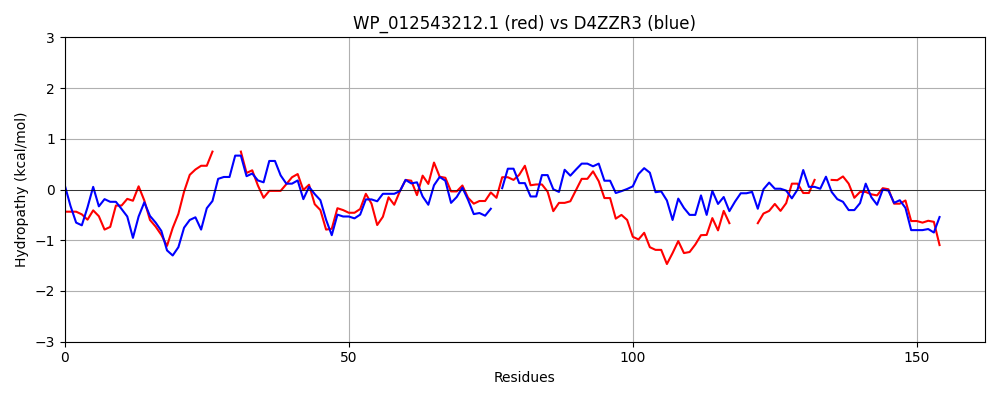 WP_012543212.1 (red) vs D4ZZR3 (blue)
Hydropathy (kcal/mol)
3
2
1
0
−1
−2
−3
0 50 100 150
Residues